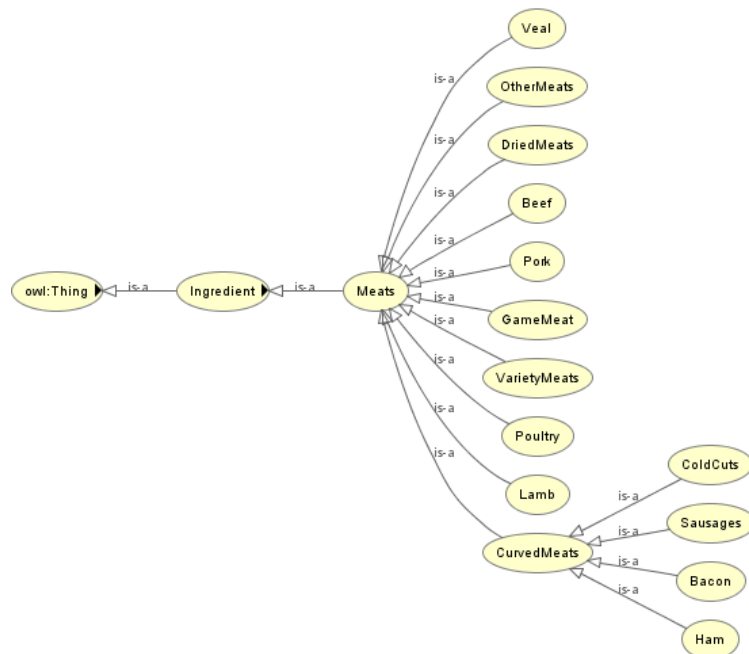 Veal
is-a
OtherMeats
is-a
DriedMeats
is-a
Beef
is-a
Pork
is-a
owl:Thing
is-a
Ingredient
is-a
Meats
is-a
GameMeat
is-a
VarietyMeats
is-a
Poultry
is-a
Lamb
is-a
CurvedMeats
is-a
ColdCuts
is-a
Sausages
is-a
Bacon
is-a
Ham